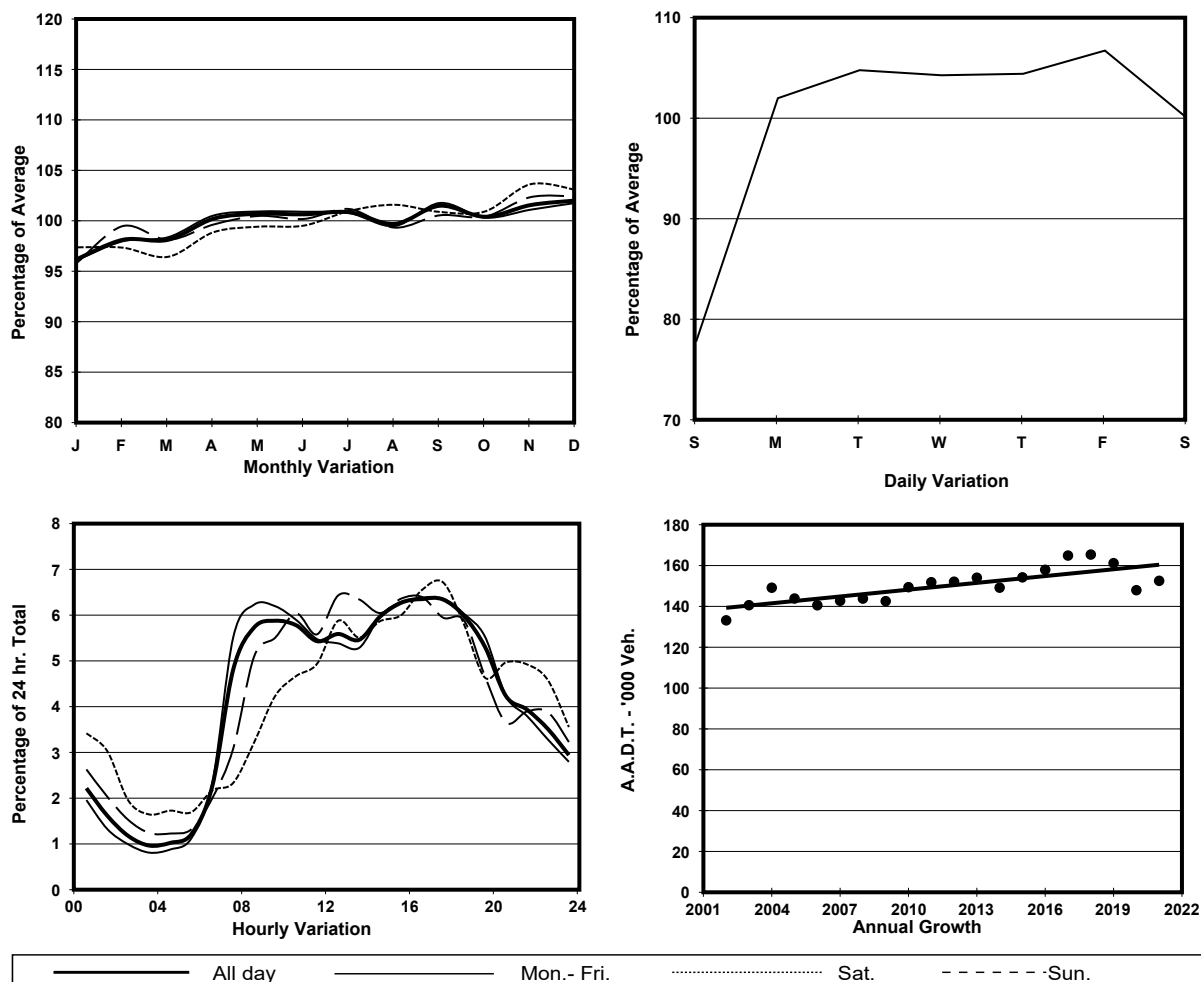 120
115
110
105
100
95
90
85
80
Percentage of Average
J F M A M J J A S O N D
Monthly Variation
110
100
90
80
70
Percentage of Average
S M T W T F S
Daily Variation
8
7
6
5
4
3
2
1
0
Percentage of 24 hr. Total
00 04 08 12 16 20 24
Hourly Variation
180
160
140
120
100
80
60
40
20
0
A.A.D.T. - '000 Veh.
2001 2004 2007 2010 2013 2016 2019 2022
Annual Growth
All day Mon.- Fri. Sat. Sun.